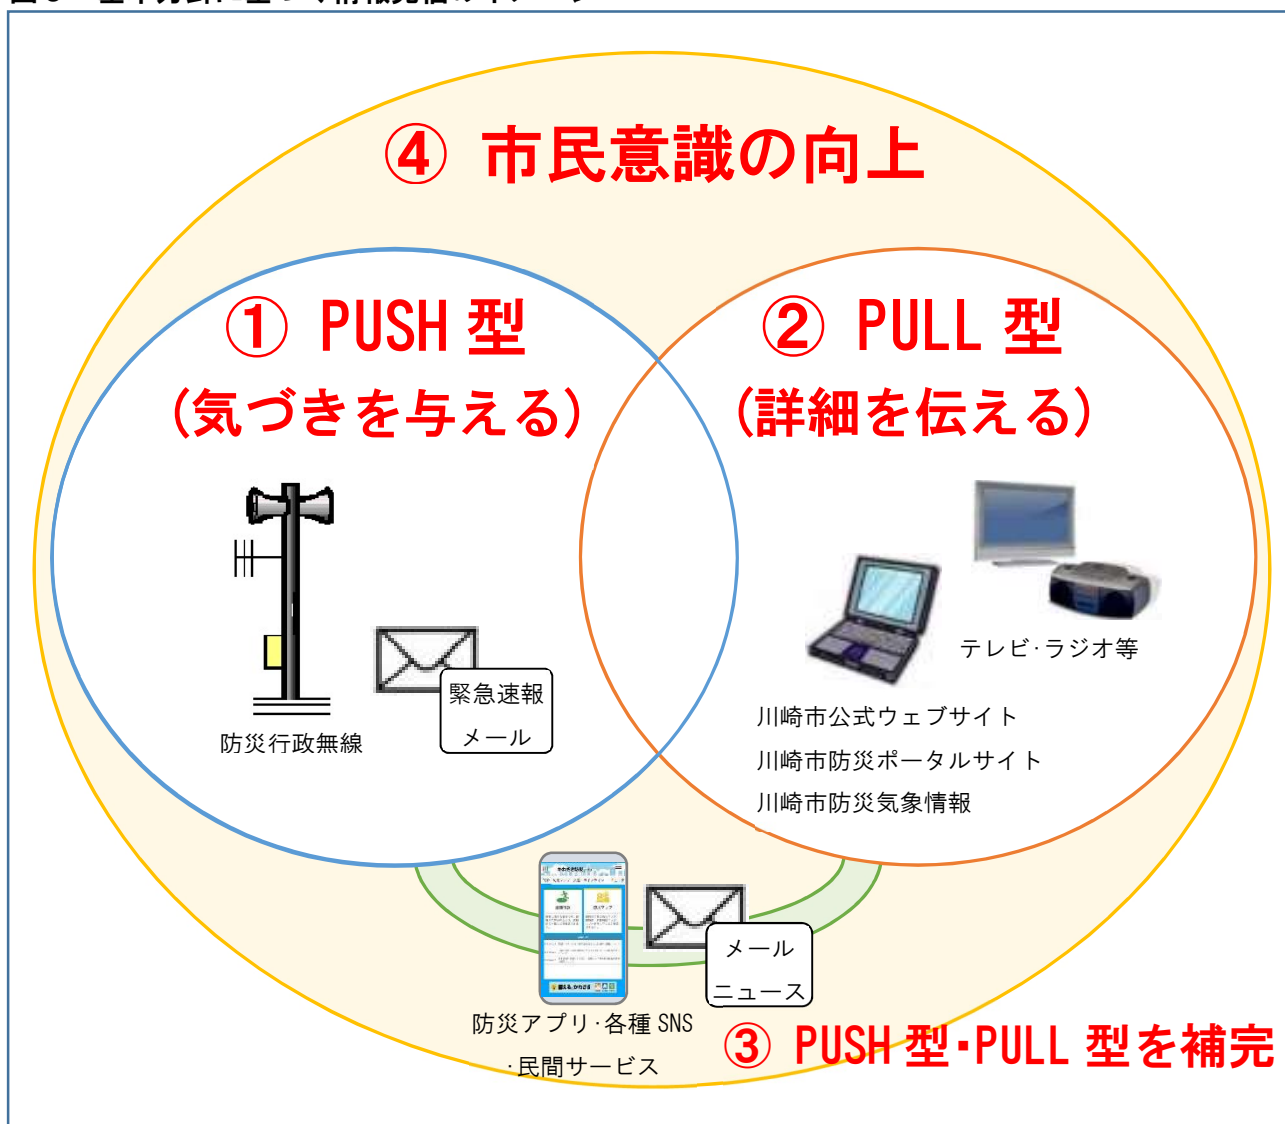 ④ 市民意識の向上
① PUSH 型
(気づきを与える)
② PULL 型
(詳細を伝える)
防災行政無線
緊急速報
メール
テレビ・ラジオ等
川崎市公式ウェブサイト
川崎市防災ポータルサイト
川崎市防災気象情報
メール
ニュース
防災アプリ・各種 SNS
・民間サービス
③ PUSH 型・PULL 型を補完